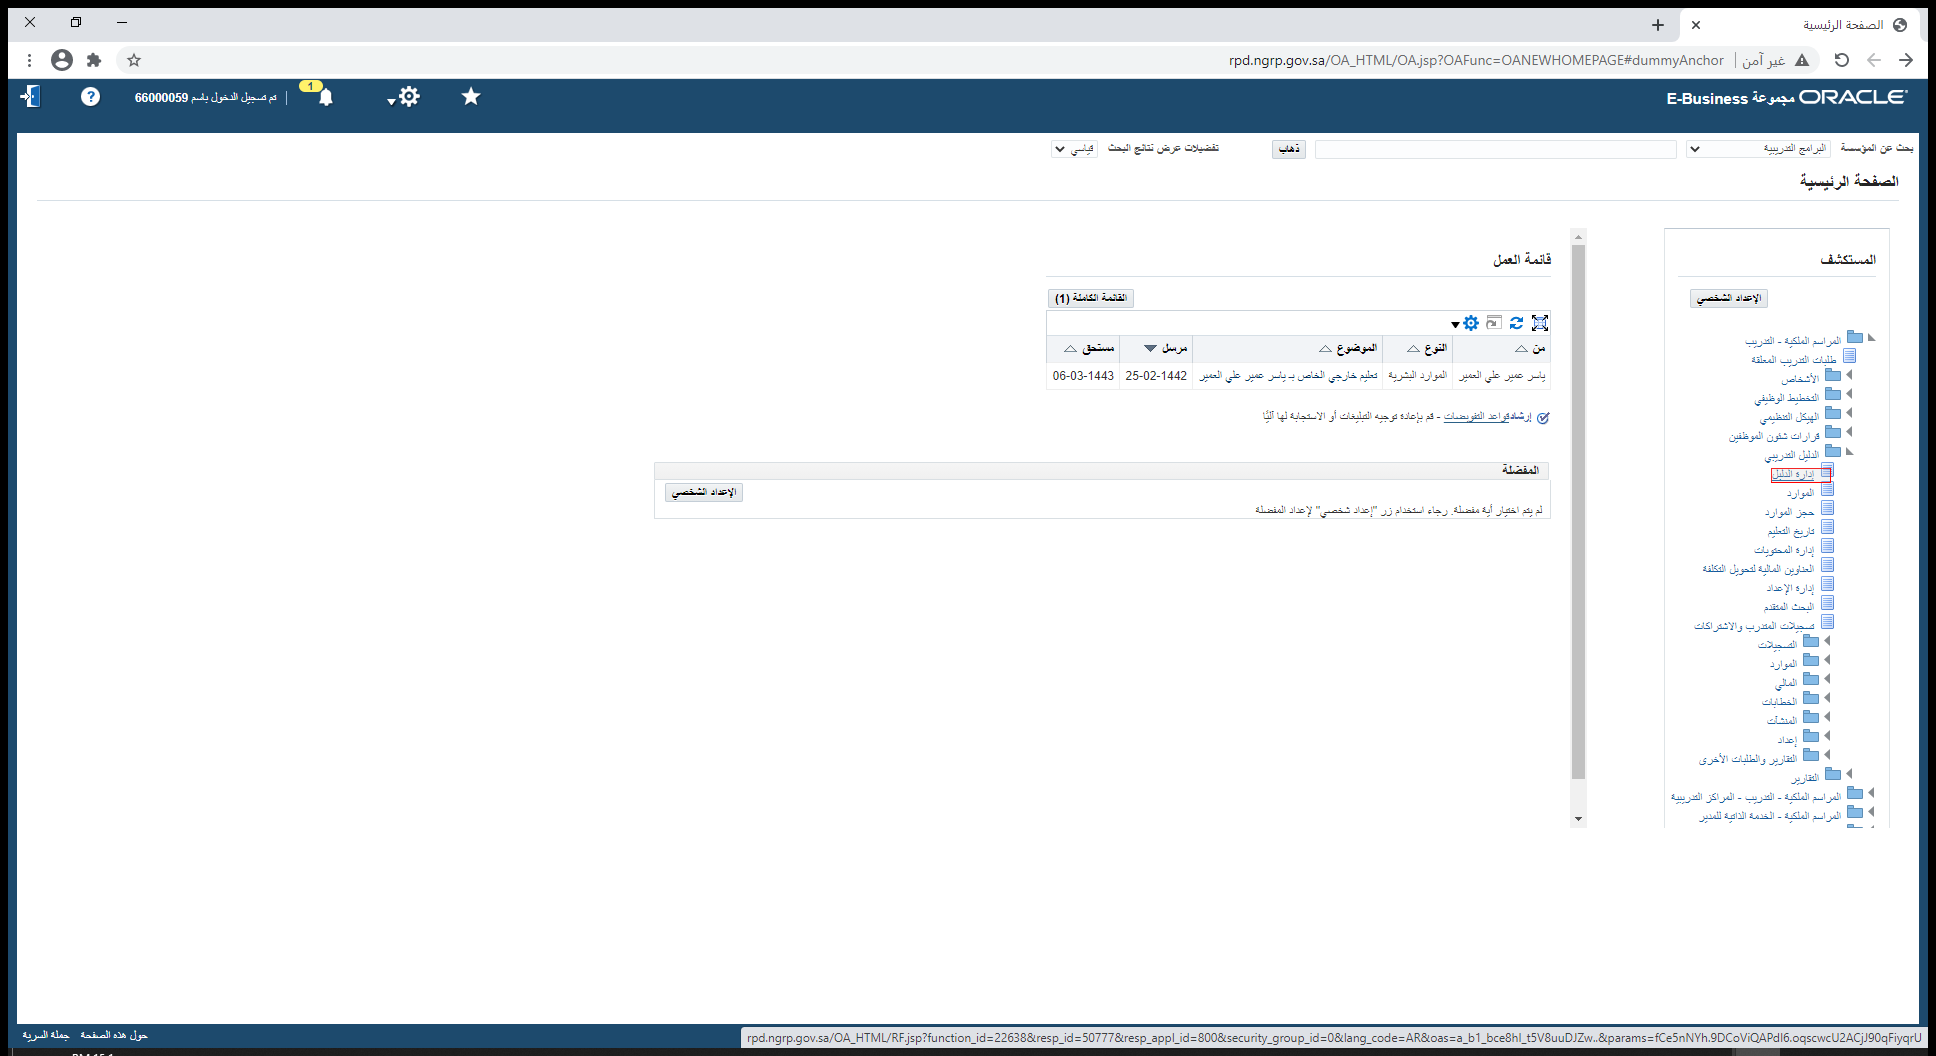 الصفحة الرئيسية
غير آمن
rpd.ngrp.gov.sa/OA_HTML/OA.jsp?OAFunc=OANEWHOMEPAGE#dummyAnchor
ORACLE مجموعة E-Business
1
تم تسجيل الدخول باسم 66000059
بحث عن المؤسسة البرامج التدريبية ذهاب تفضيلات عرض نتائج البحث قياسي
الصفحة الرئيسية
المستكشف
الإعداد الشخصي
المراسم الملكية - التدريب
طلبات التدريب المعلقة
الأشخاص
التخطيط الوظيفي
الهيكل التنظيمي
قرارات شئون الموظفين
الدليل التدريبي
إدارة الدليل
الموارد
حجز الموارد
تاريخ التعليم
إدارة المحتويات
العناوين المالية لتحويل التكلفة
إدارة الإعداد
البحث المتقدم
تسجيلات المتدرب والاشتراكات
التسجيلات
الموارد
المالي
الخطابات
المنشآت
إعداد
التقارير والطلبات الأخرى
التقارير
المراسم الملكية - التدريب - المراكز التدريبية
المراسم الملكية - الخدمة الذاتية للمدير
قائمة العمل
القائمة الكاملة (1)
من النوع الموضوع مرسل مستحق
ياسر عمير علي العمير الموارد البشرية تعليم خارجي الخاص بـ ياسر عمير علي العمير 25-02-1442 06-03-1443
إرشادقواعد التفويضات - قم بإعادة توجيه التبليغات أو الاستجابة لها آليًا
المفضلة
الإعداد الشخصي
لم يتم اختيار أية مفضلة. رجاء استخدام زر "إعداد شخصي" لإعداد المفضلة
حول هذه الصفحة جملة السرية
rpd.ngrp.gov.sa/OA_HTML/RF.jsp?function_id=22638&resp_id=50777&resp_appl_id=800&security_group_id=0&lang_code=AR&oas=a_b1_bce8hl_t5V8uuDJZw..&params=fCe5nNYh.9DCoViQAPdI6.oqscwcU2ACjJ90qFiyqrU